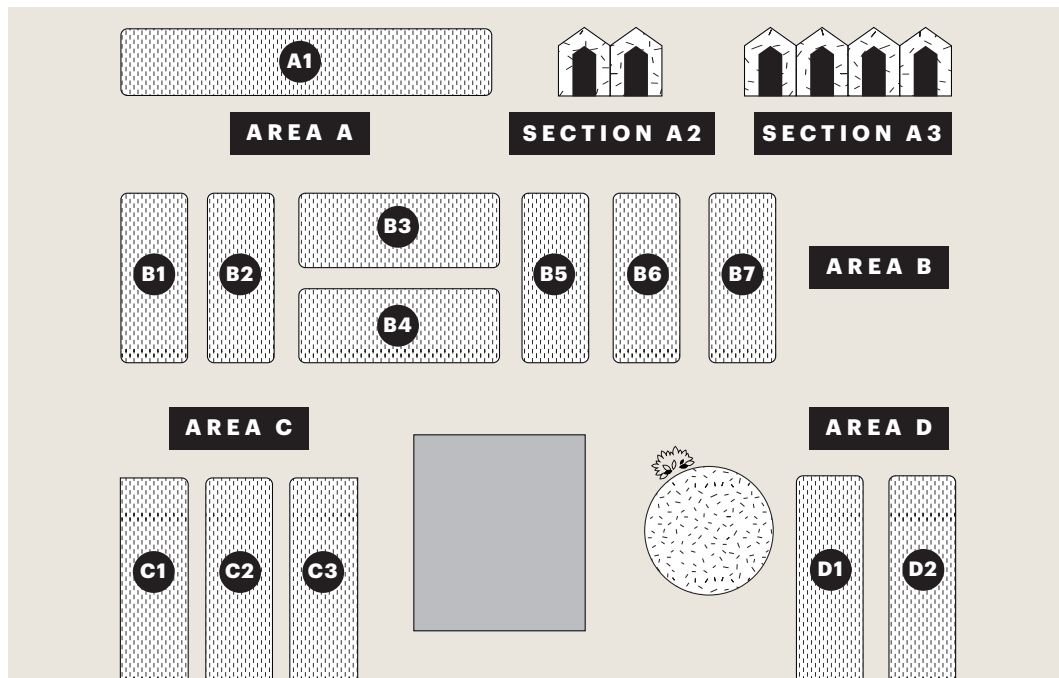 A1
AREA A
SECTION A2
SECTION A3
B1
B2
B3
B4
B5
B6
B7
AREA B
AREA C
AREA D
C1
C2
C3
D1
D2